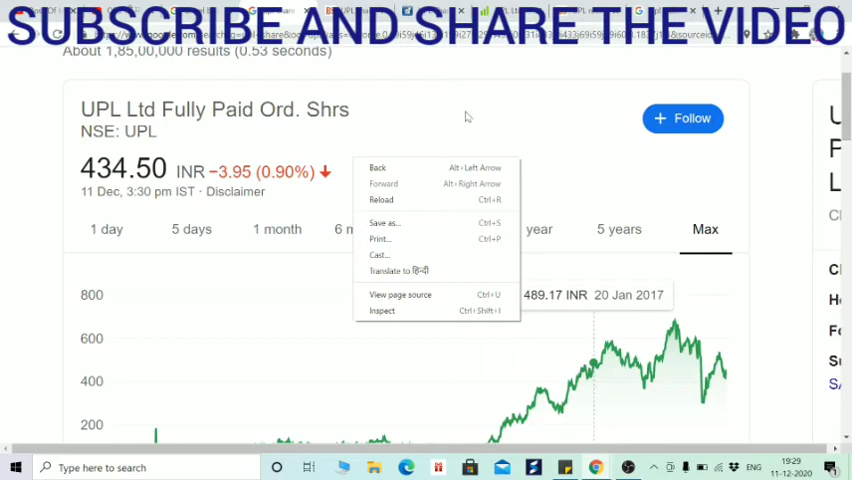 SUBSCRIBE AND SHARE THE VIDEO
About 1,85,00,000 results (0.53 seconds)
UPL Ltd Fully Paid Ord. Shrs
NSE: UPL
+ Follow
434.50 INR −3.95 (0.90%)
11 Dec, 3:30 pm IST · Disclaimer
Back Alt+Left Arrow
Forward Alt+Right Arrow
Reload Ctrl+R
Save as... Ctrl+S
Print... Ctrl+P
Cast...
Translate to हिन्दी
View page source Ctrl+U
Inspect Ctrl+Shift+I
1 day 5 days 1 month 6 m year 5 years Max
489.17 INR 20 Jan 2017
800
600
400
200
Type here to search
ENG
19:29
11-12-2020